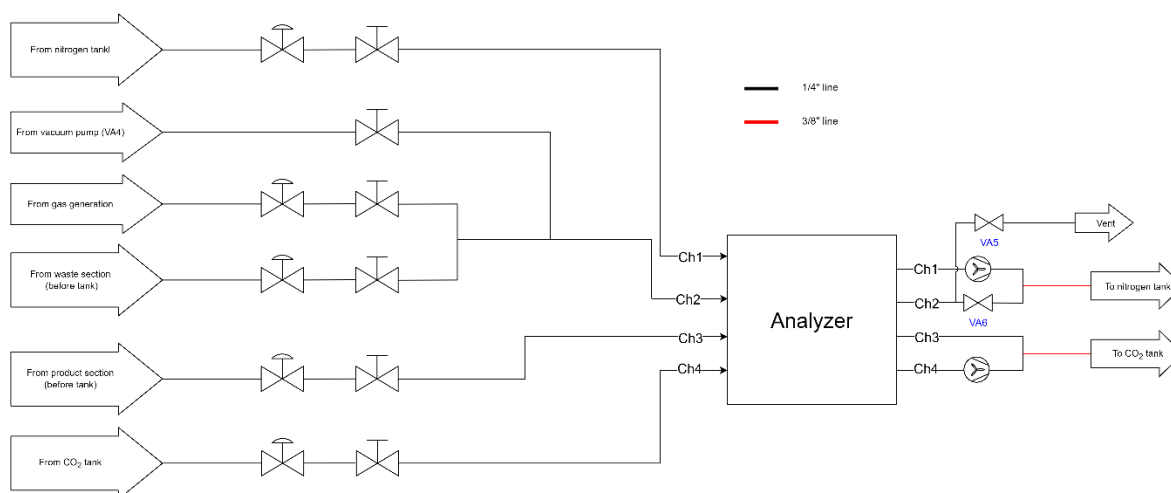 From nitrogen tankl
1/4" line
3/8" line
From vacuum pump (VA4)
From gas generation
From waste section
(before tank)
From product section
(before tank)
From CO₂ tank
Ch1
Ch2
Ch3
Ch4
Analyzer
Ch1
Ch2
Ch3
Ch4
VA5
VA6
Vent
To nitrogen tank
To CO₂ tank